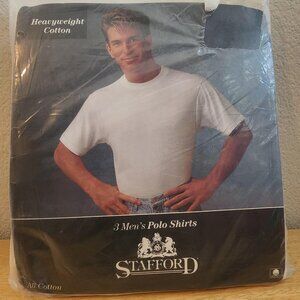 Heavyweight
Cotton
3 Men's Polo Shirts
STAFFORD
All Cotton